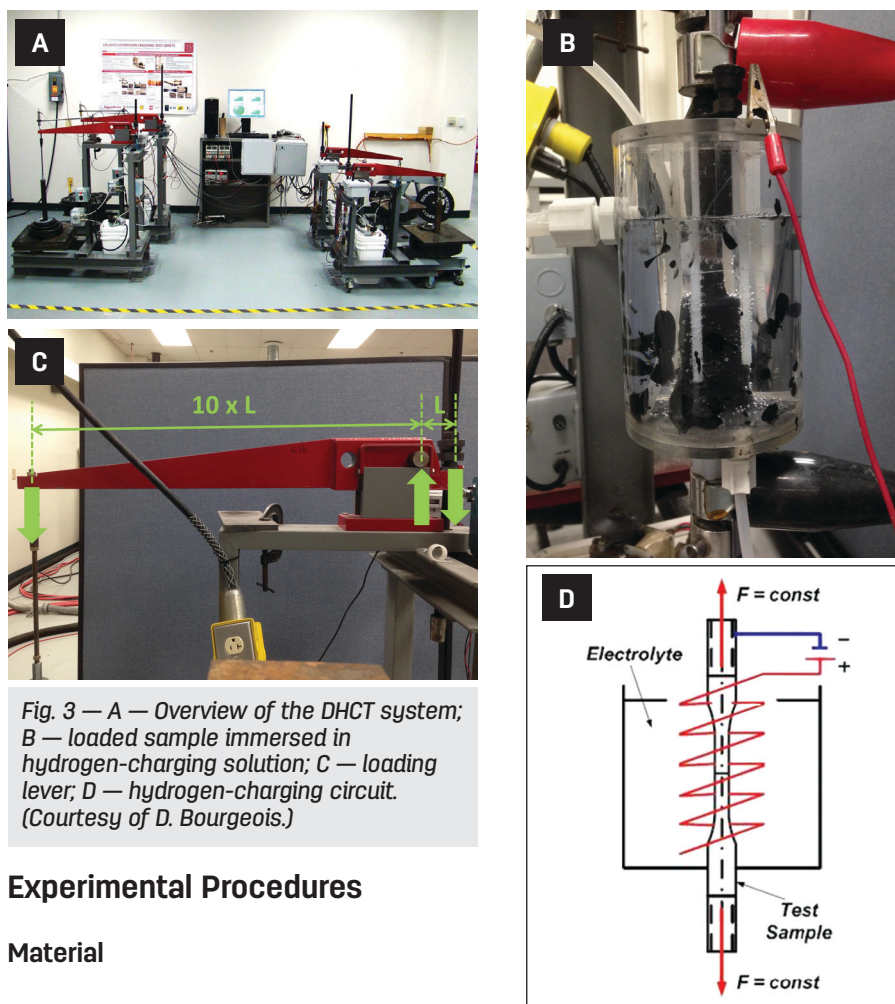 A
B
C
10 x L
L
Fig. 3 — A — Overview of the DHCT system;
B — loaded sample immersed in
hydrogen-charging solution; C — loading
lever; D — hydrogen-charging circuit.
(Courtesy of D. Bourgeois.)
Experimental Procedures
Material
D
F = const
Electrolyte
−
+
Test
Sample
F = const